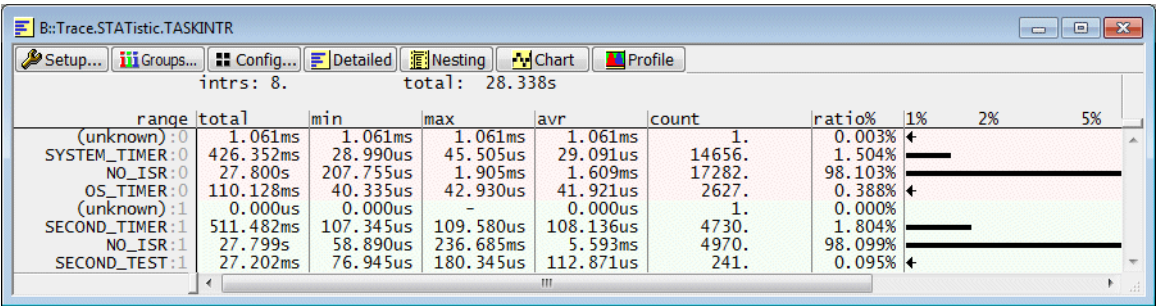 B::Trace.STATistic.TASKINTR
Setup... Groups... Config... Detailed Nesting Chart Profile
intrs: 8. total: 28.338s
range total min max avr count ratio% 1% 2% 5%
(unknown):0 1.061ms 1.061ms 1.061ms 1.061ms 1. 0.003%
SYSTEM_TIMER:0 426.352ms 28.990us 45.505us 29.091us 14656. 1.504%
NO_ISR:0 27.800s 207.755us 1.905ms 1.609ms 17282. 98.103%
OS_TIMER:0 110.128ms 40.335us 42.930us 41.921us 2627. 0.388%
(unknown):1 0.000us 0.000us - 0.000us 1. 0.000%
SECOND_TIMER:1 511.482ms 107.345us 109.580us 108.136us 4730. 1.804%
NO_ISR:1 27.799s 58.890us 236.685ms 5.593ms 4970. 98.099%
SECOND_TEST:1 27.202ms 76.945us 180.345us 112.871us 241. 0.095%